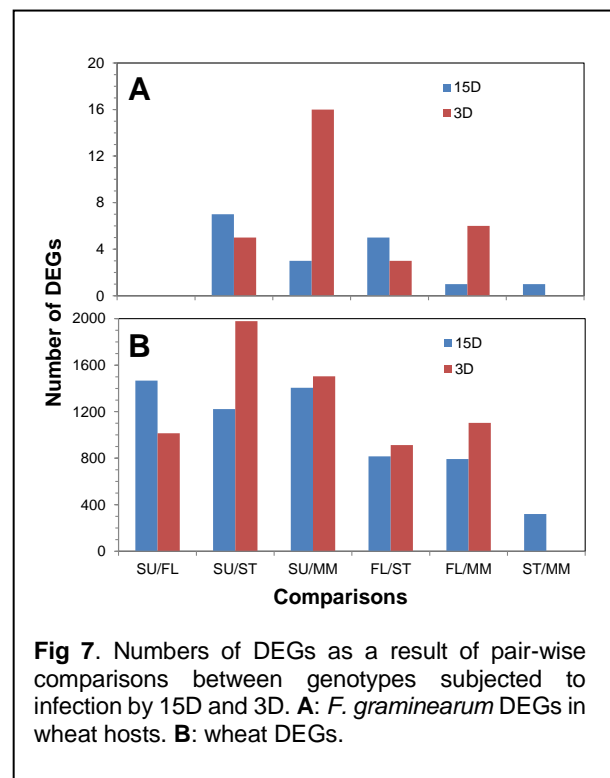 A
15D
3D
20
16
12
8
4
0
Number of DEGs
B
15D
3D
2000
1600
1200
800
400
0
SU/FL SU/ST SU/MM FL/ST FL/MM ST/MM
Comparisons
Fig 7. Numbers of DEGs as a result of pair-wise
comparisons between genotypes subjected to
infection by 15D and 3D. A: F. graminearum DEGs in
wheat hosts. B: wheat DEGs.